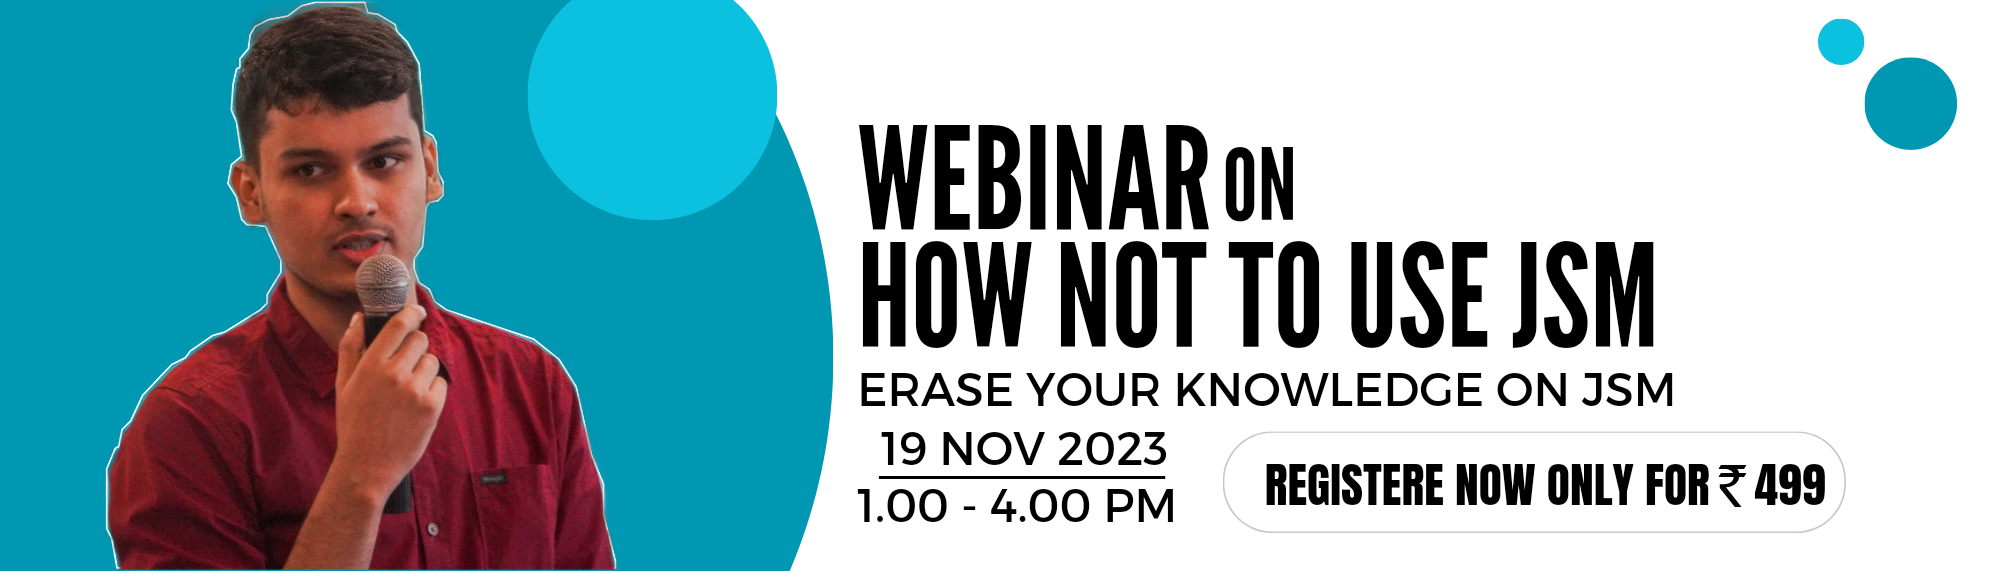 WEBINAR ON
HOW NOT TO USE JSM
ERASE YOUR KNOWLEDGE ON JSM
19 NOV 2023
1.00 - 4.00 PM
REGISTERE NOW ONLY FOR ₹ 499